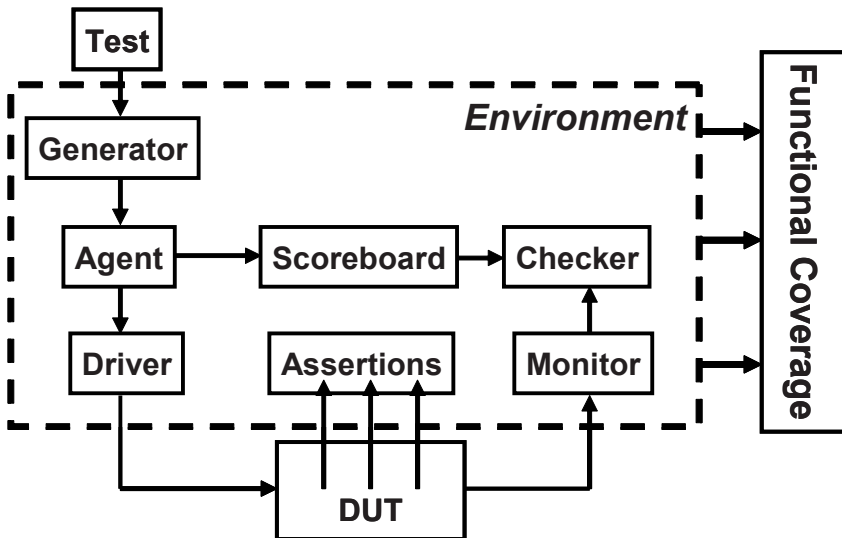 Test
Environment
Generator
Agent
Scoreboard
Checker
Driver
Assertions
Monitor
DUT
Functional Coverage